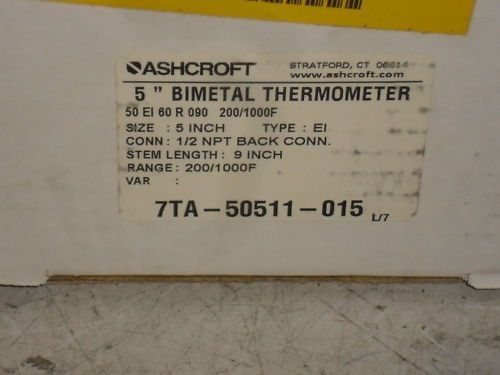 ASHCROFT
STRATFORD, CT 06614
www.ashcroft.com
5 " BIMETAL THERMOMETER
50 EI 60 R 090 200/1000F
SIZE : 5 INCH TYPE : EI
CONN : 1/2 NPT BACK CONN.
STEM LENGTH : 9 INCH
RANGE : 200/1000F
VAR :
7TA-50511-015 L/7